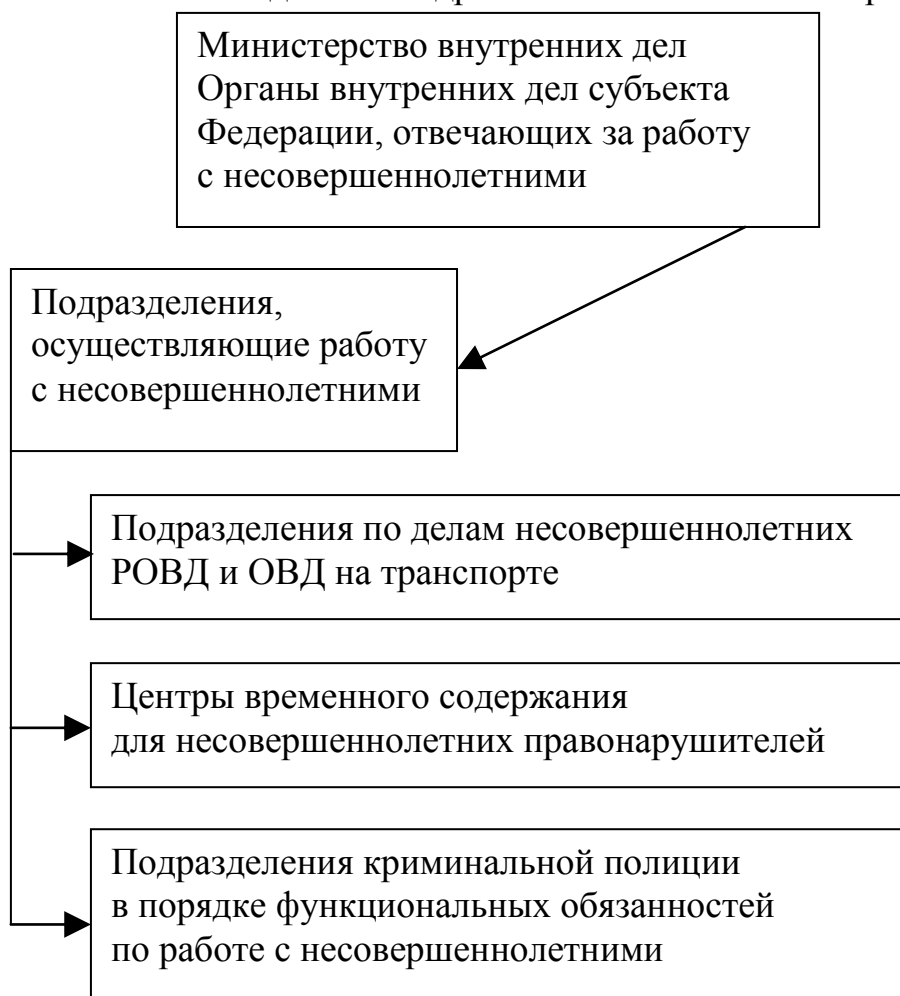 Министерство внутренних дел
Органы внутренних дел субъекта
Федерации, отвечающих за работу
с несовершеннолетними
Подразделения,
осуществляющие работу
с несовершеннолетними
Подразделения по делам несовершеннолетних
РОВД и ОВД на транспорте
Центры временного содержания
для несовершеннолетних правонарушителей
Подразделения криминальной полиции
в порядке функциональных обязанностей
по работе с несовершеннолетними